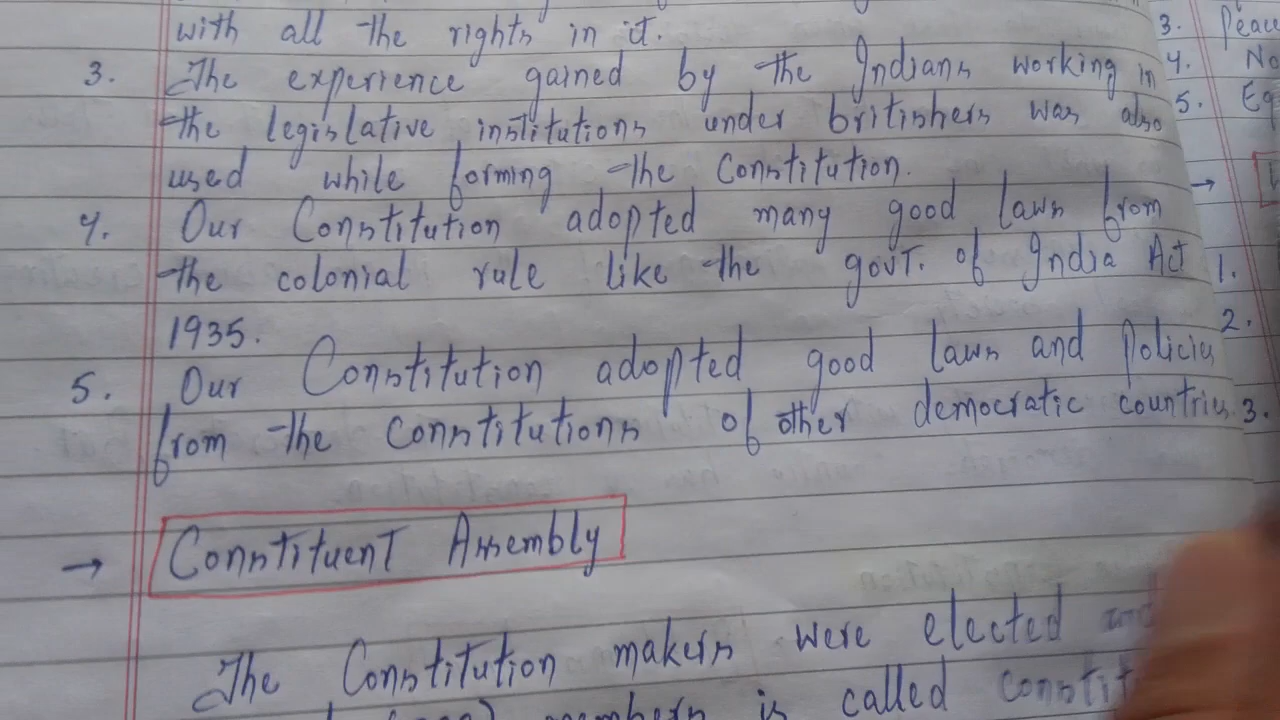 with all the rights in it.
3. The experience gained by the Indians working in
the legislative institutions under britishers was also
used while forming the Constitution.
4. Our Constitution adopted many good laws from
the colonial rule like the govt. of India Act
1935.
5. Our Constitution adopted good laws and Policies
from the constitutions of other democratic countries.
→ Constituent Assembly
The Constitution makers were elected and
members is called
3.
4. No
5.
→
1.
2.
3.